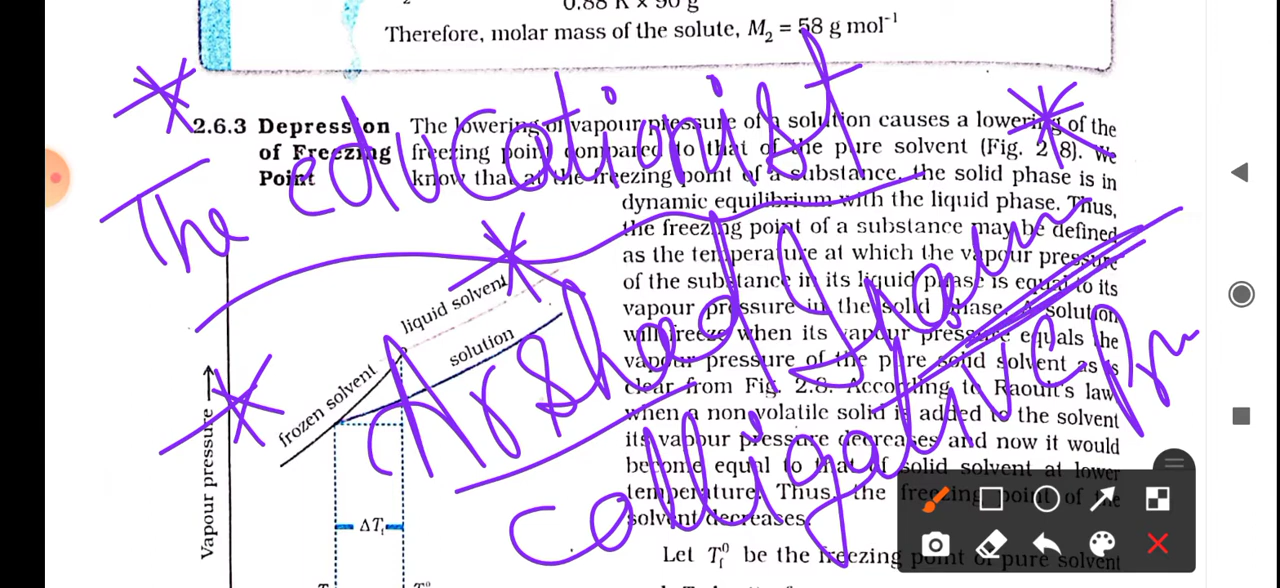 0.88 K × 90 g
Therefore, molar mass of the solute, M₂ = 58 g mol⁻¹
2.6.3 Depression of Freezing Point
The lowering of vapour pressure of a solution causes a lowering of the
freezing point compared to that of the pure solvent (Fig. 2.8). We
know that at the freezing point of a substance, the solid phase is in
dynamic equilibrium with the liquid phase. Thus,
the freezing point of a substance may be defined
as the temperature at which the vapour pressure
of the substance in its liquid phase is equal to its
vapour pressure in the solid phase. A solution
will freeze when its vapour pressure equals the
vapour pressure of the pure solid solvent as is
clear from Fig. 2.8. According to Raoult's law,
when a non-volatile solid is added to the solvent
its vapour pressure decreases and now it would
become equal to that of solid solvent at lower
temperature. Thus, the freezing point of the
solvent decreases.
Let T_f⁰ be the freezing point of pure solvent
Vapour pressure
frozen solvent
liquid solvent
solution
ΔT_f
The educationist
Arshad
colligative